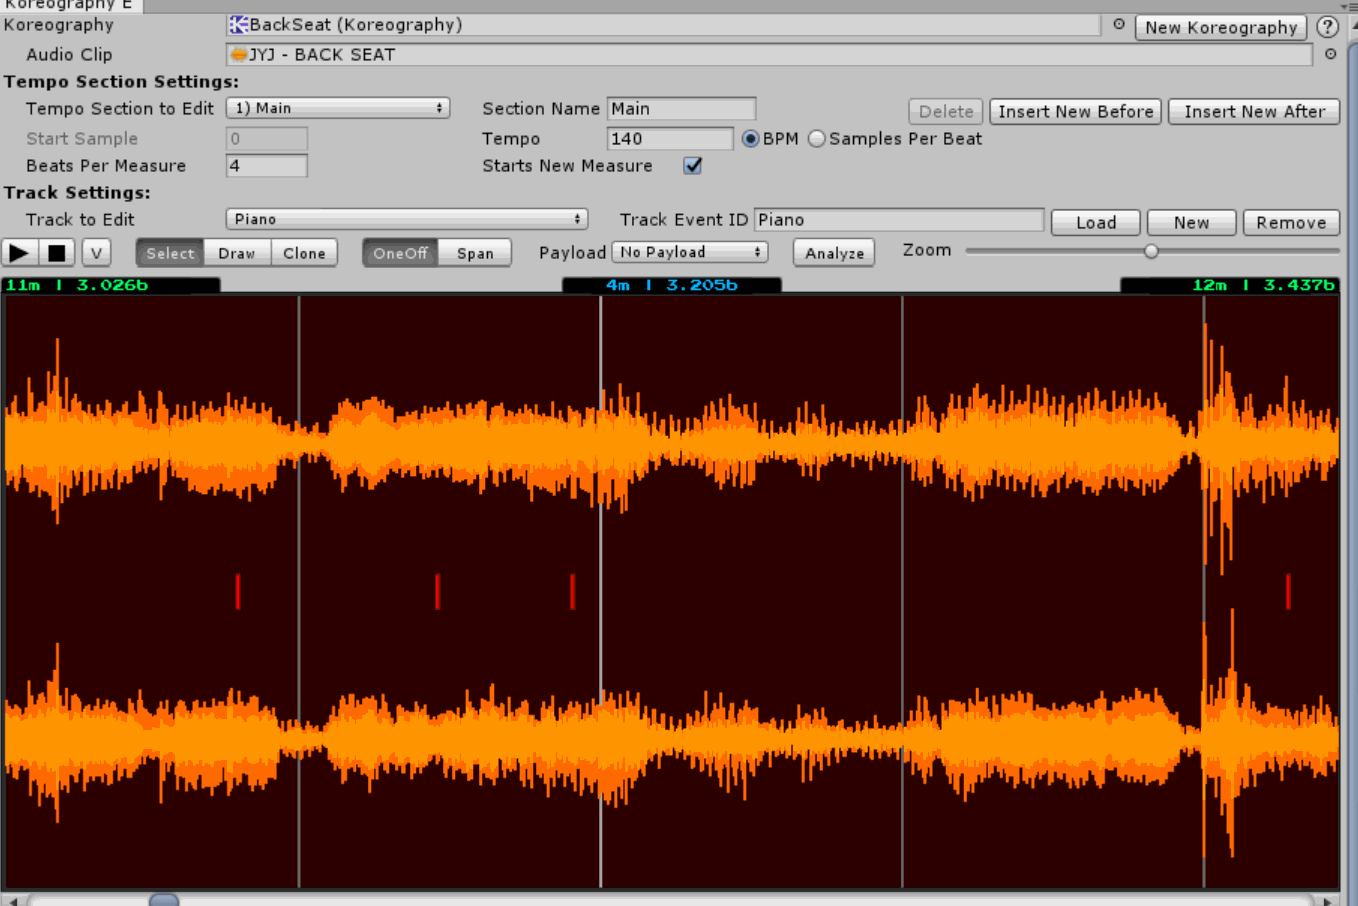 Koreography E
Koreography BackSeat (Koreography) New Koreography ?
Audio Clip JYJ - BACK SEAT
Tempo Section Settings:
Tempo Section to Edit 1) Main Section Name Main Delete Insert New Before Insert New After
Start Sample 0 Tempo 140 BPM Samples Per Beat
Beats Per Measure 4 Starts New Measure
Track Settings:
Track to Edit Piano Track Event ID Piano Load New Remove
V Select Draw Clone OneOff Span Payload No Payload Analyze Zoom
11m | 3.026b 4m | 3.205b 12m | 3.437b